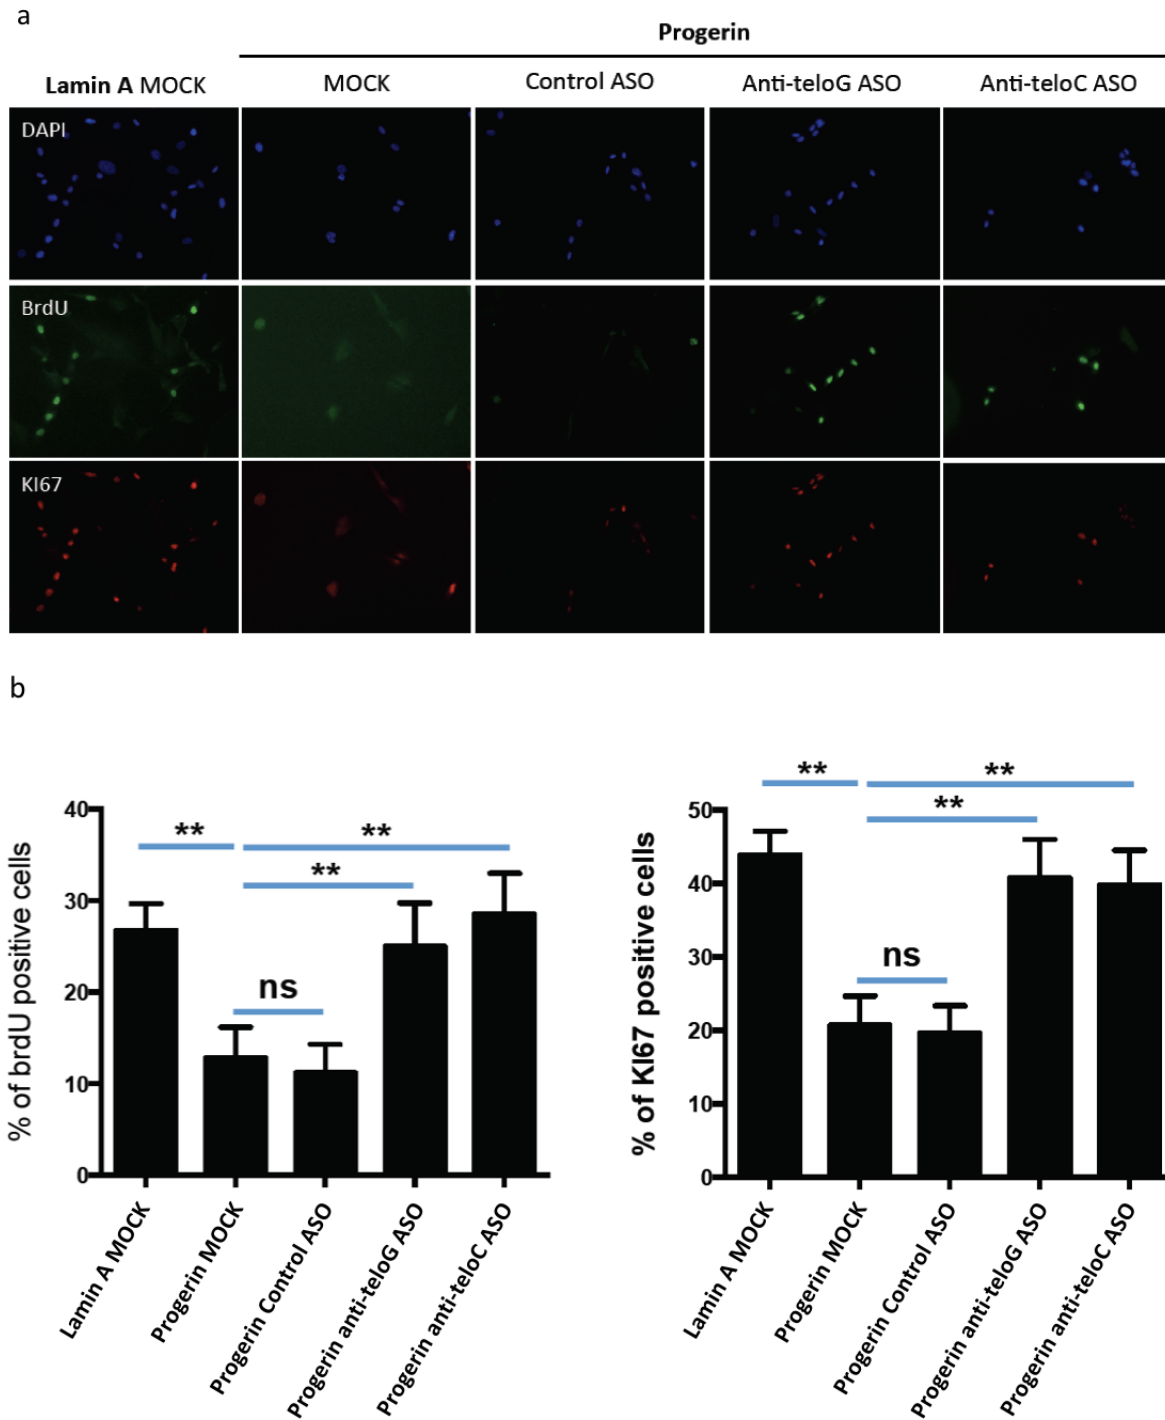 a
Progerin
Lamin A MOCK
MOCK
Control ASO
Anti-teloG ASO
Anti-teloC ASO
DAPI
BrdU
KI67
b
% of brdU positive cells
40
30
20
10
0
**
**
**
ns
Lamin A MOCK
Progerin MOCK
Progerin Control ASO
Progerin anti-teloG ASO
Progerin anti-teloC ASO
% of KI67 positive cells
50
40
30
20
10
0
**
**
**
ns
Lamin A MOCK
Progerin MOCK
Progerin Control ASO
Progerin anti-teloG ASO
Progerin anti-teloC ASO